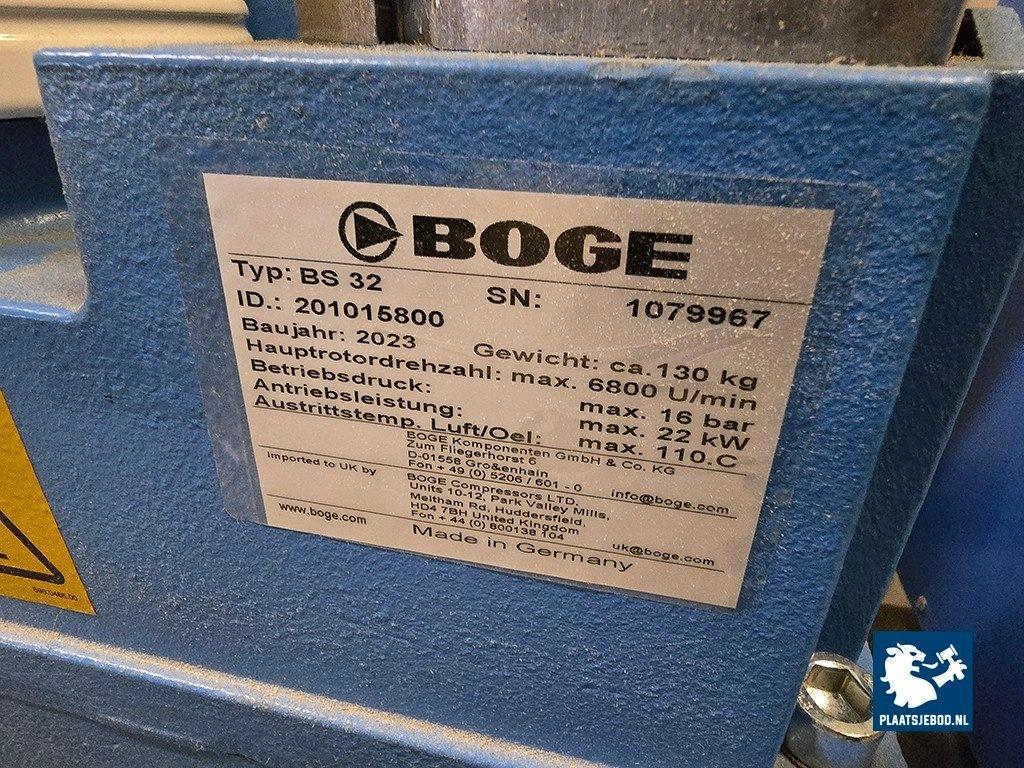 BOGE
Typ: BS 32 SN: 1079967
ID.: 201015800
Baujahr: 2023 Gewicht: ca.130 kg
Hauptrotordrehzahl: max. 6800 U/min
Betriebsdruck: max. 16 bar
Antriebsleistung: max. 22 kW
Austrittstemp. Luft/Oel: max. 110.C
BOGE Komponenten GmbH & Co. KG
Zum Fliegerhorst 6
D-01558 Großenhain
Fon + 49 (0) 5206 / 601 - 0 info@boge.com
Imported to UK by BOGE Compressors LTD.
Units 10-12, Park Valley Mills,
Meltham Rd, Huddersfield,
HD4 7BH United Kingdom
Fon + 44 (0) 800138 104 uk@boge.com
www.boge.com
Made in Germany
596.0465.00
PLAATSJEBOD.NL